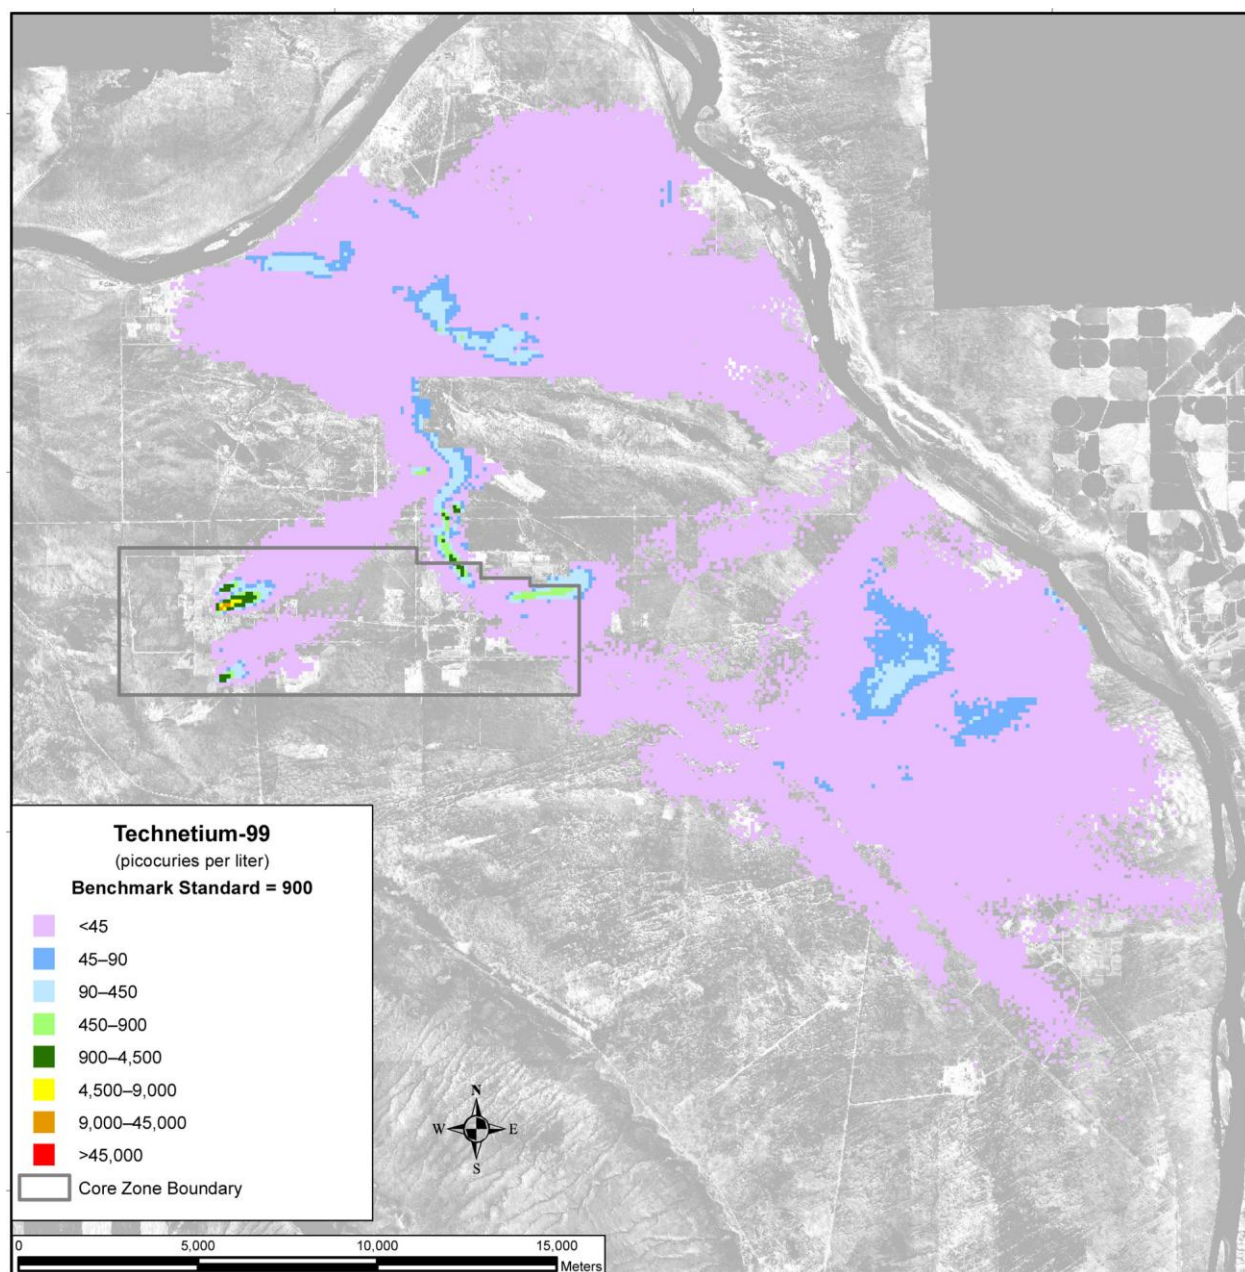 Technetium-99
(picocuries per liter)
Benchmark Standard = 900
<45
45–90
90–450
450–900
900–4,500
4,500–9,000
9,000–45,000
>45,000
Core Zone Boundary
N
W E
S
0 5,000 10,000 15,000
Meters